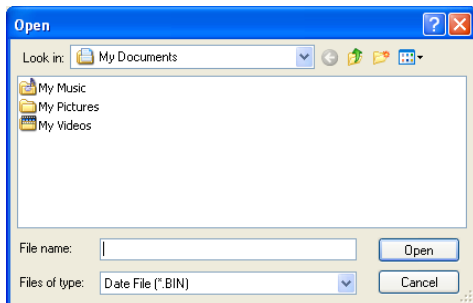 Open
Look in: My Documents
My Music
My Pictures
My Videos
File name: Open
Files of type: Date File (*.BIN) Cancel